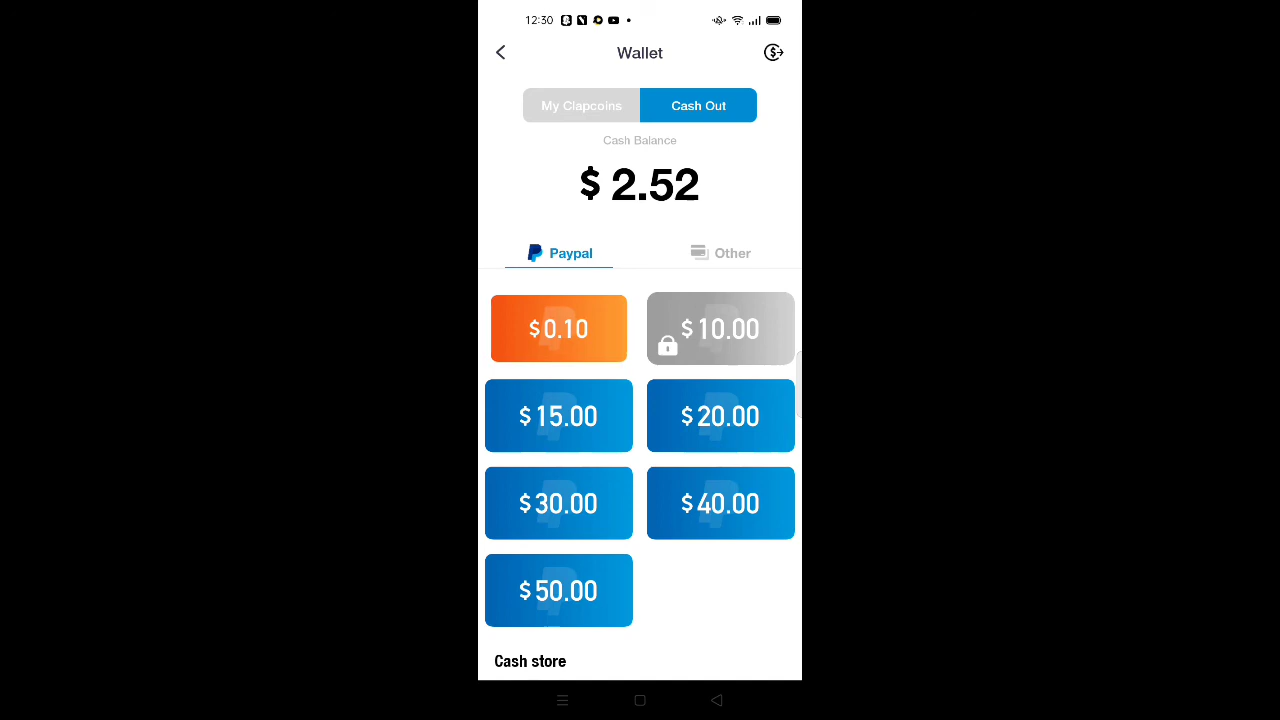 12:30
Wallet
My Clapcoins
Cash Out
Cash Balance
$ 2.52
Paypal
Other
$0.10
$10.00
$15.00
$20.00
$30.00
$40.00
$50.00
Cash store